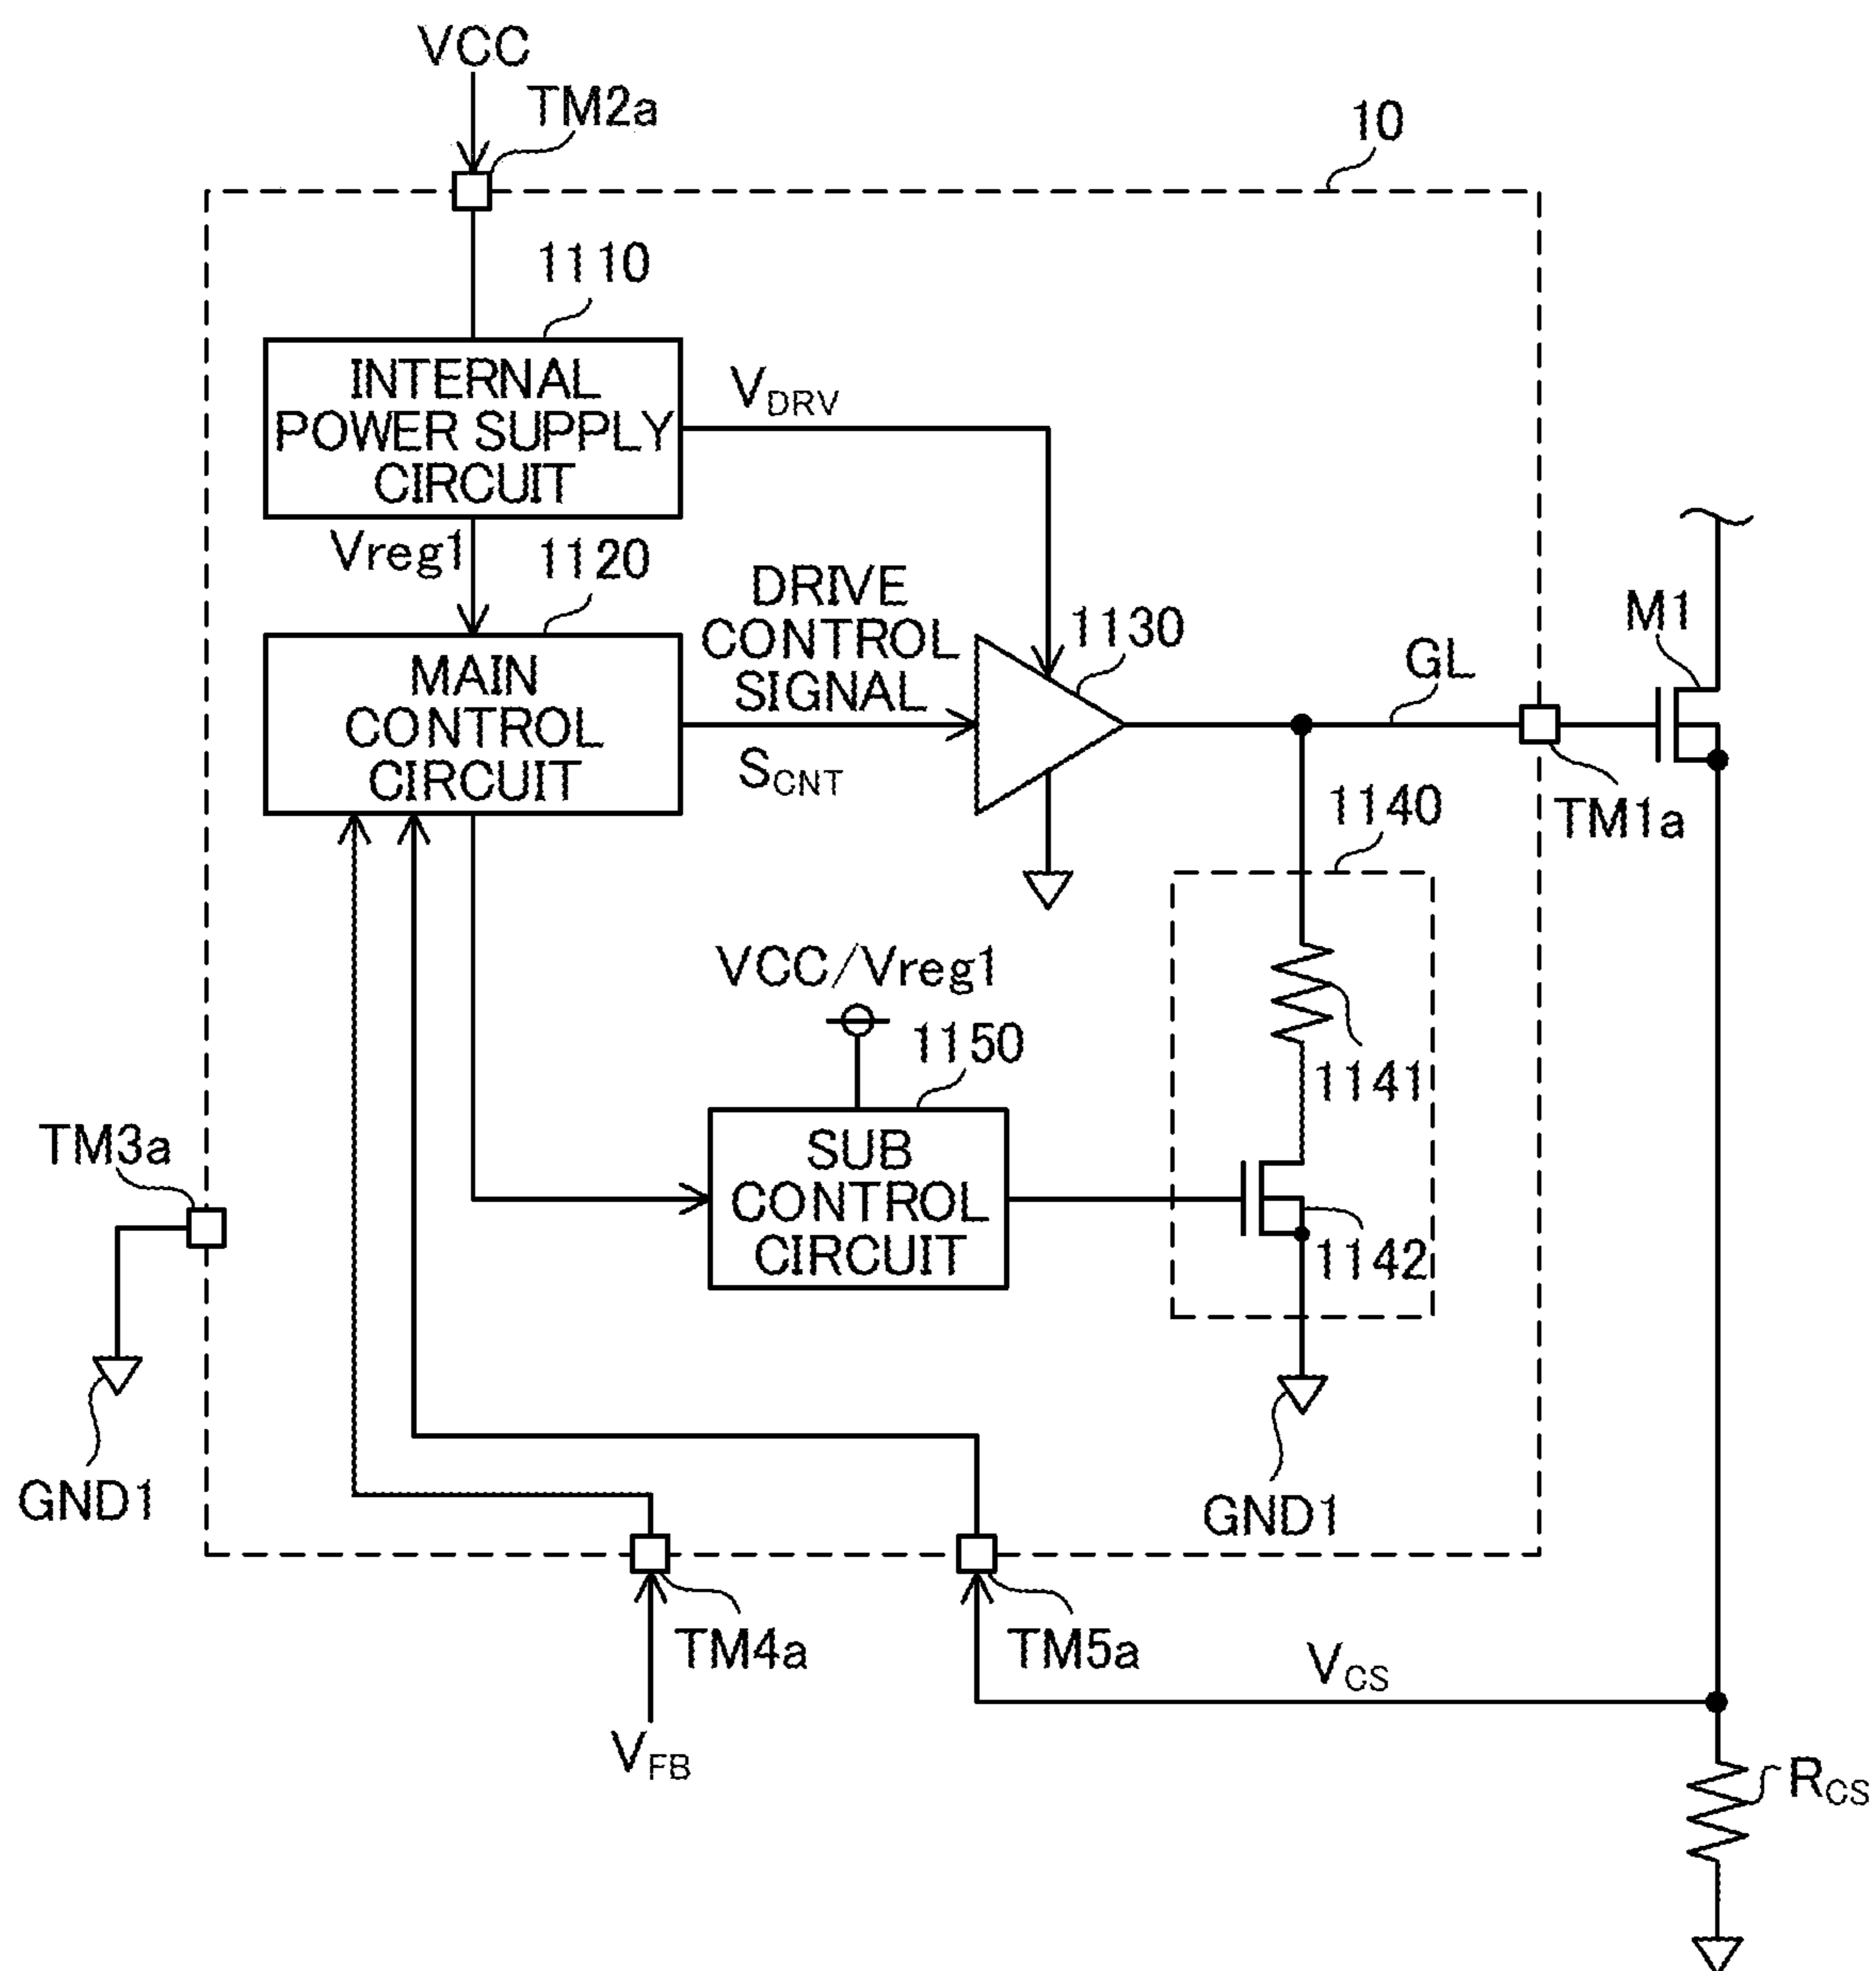 VCC
TM2a
10
1110
INTERNAL
POWER SUPPLY
CIRCUIT
VDRV
Vreg1
1120
DRIVE
CONTROL
SIGNAL
SCNT
1130
GL
M1
MAIN
CONTROL
CIRCUIT
TM1a
1140
VCC/Vreg1
1150
1141
TM3a
SUB
CONTROL
CIRCUIT
1142
GND1
GND1
TM4a
TM5a
VCS
VFB
RCS